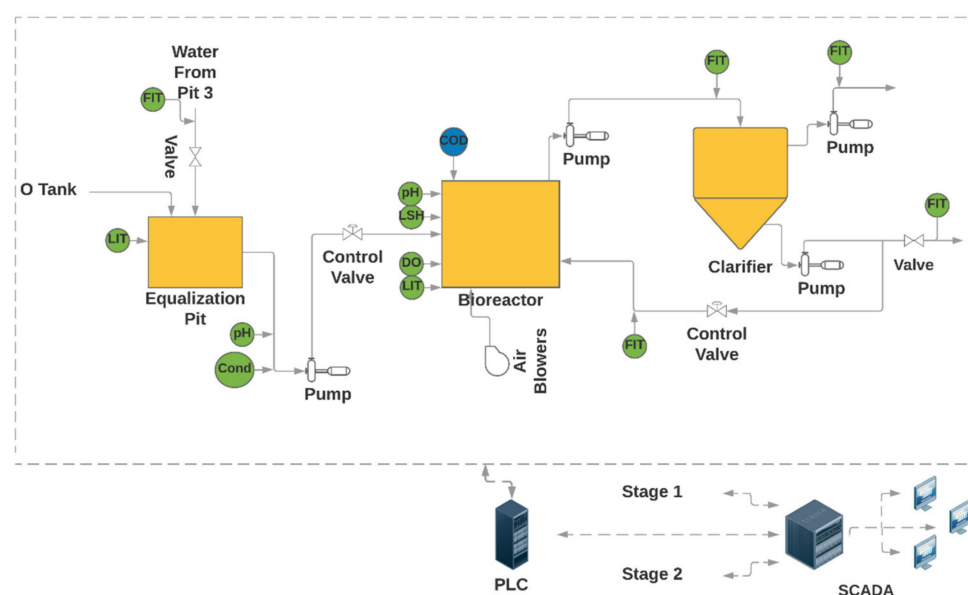 Water
From
Pit 3
FIT
Valve
O Tank
LIT
Equalization
Pit
pH
Cond
Pump
Control
Valve
COD
pH
LSH
DO
LIT
Bioreactor
Air
Blowers
Pump
FIT
Clarifier
FIT
Pump
Pump
FIT
Valve
Control
Valve
FIT
PLC
Stage 1
Stage 2
SCADA